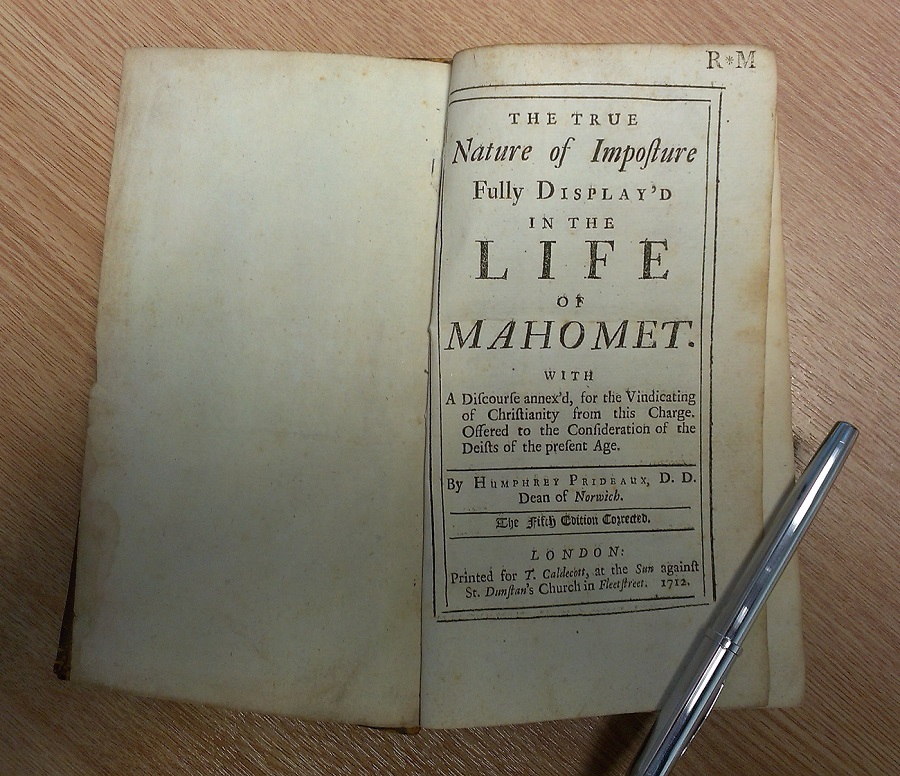 R*M
THE TRUE
Nature of Impoſture
Fully DISPLAY'D
IN THE
LIFE
OF
MAHOMET.
WITH
A Diſcourſe annex'd, for the Vindicating
of Chriſtianity from this Charge.
Offered to the Conſideration of the
Deiſts of the preſent Age.
By HUMPHREY PRIDEAUX, D. D.
Dean of Norwich.
The Fifth Edition Corrected.
LONDON:
Printed for T. Caldecott, at the Sun againſt
St. Dunſtan's Church in Fleetſtreet. 1712.